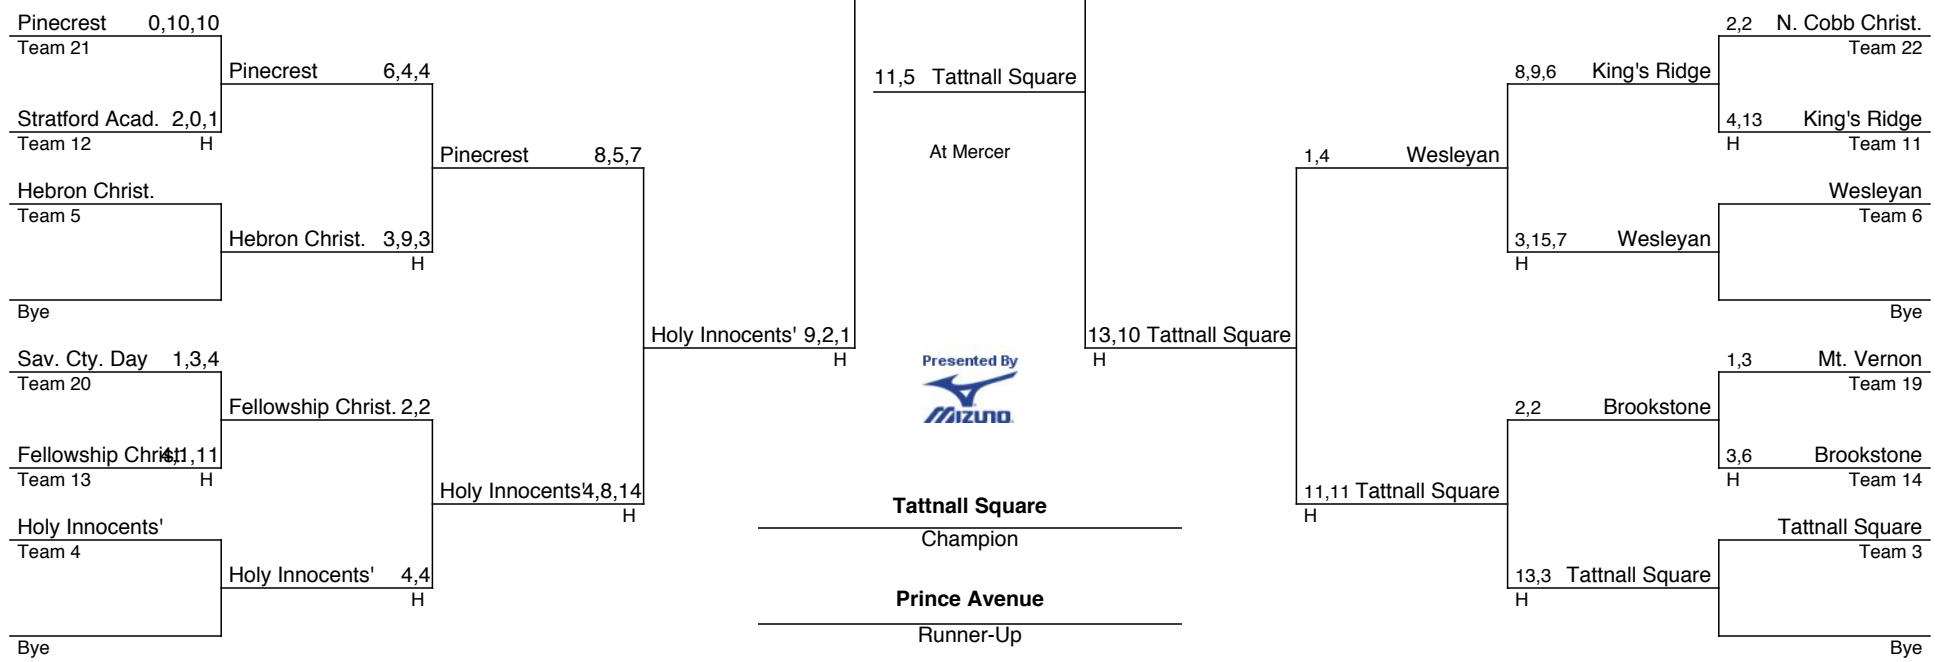 Pinecrest 0,10,10
Team 21
Stratford Acad. 2,0,1
Team 12 H
Hebron Christ.
Team 5
Bye
Sav. Cty. Day 1,3,4
Team 20
Fellowship Christ. 4,1,11
Team 13 H
Holy Innocents'
Team 4
Bye
Pinecrest 6,4,4
Hebron Christ. 3,9,3
H
Fellowship Christ. 2,2
Holy Innocents' 4,4
H
Pinecrest 8,5,7
Holy Innocents' 4,8,14
H
Holy Innocents' 9,2,1
H
11,5 Tattnall Square
At Mercer
Presented By
MIZUNO
Tattnall Square
Champion
Prince Avenue
Runner-Up
13,10 Tattnall Square
H
1,4 Wesleyan
11,11 Tattnall Square
H
8,9,6 King's Ridge
3,15,7 Wesleyan
H
2,2 Brookstone
13,3 Tattnall Square
H
2,2 N. Cobb Christ.
Team 22
4,13 King's Ridge
H Team 11
Wesleyan
Team 6
Bye
1,3 Mt. Vernon
Team 19
3,6 Brookstone
H Team 14
Tattnall Square
Team 3
Bye